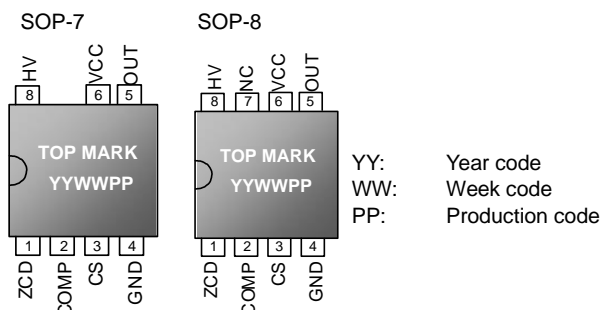 SOP-7
SOP-8
HV VCC OUT
8 6 5
TOP MARK
YYWWPP
1 2 3 4
ZCD COMP CS GND
HV NC VCC OUT
8 7 6 5
TOP MARK
YYWWPP
1 2 3 4
ZCD COMP CS GND
YY: Year code
WW: Week code
PP: Production code